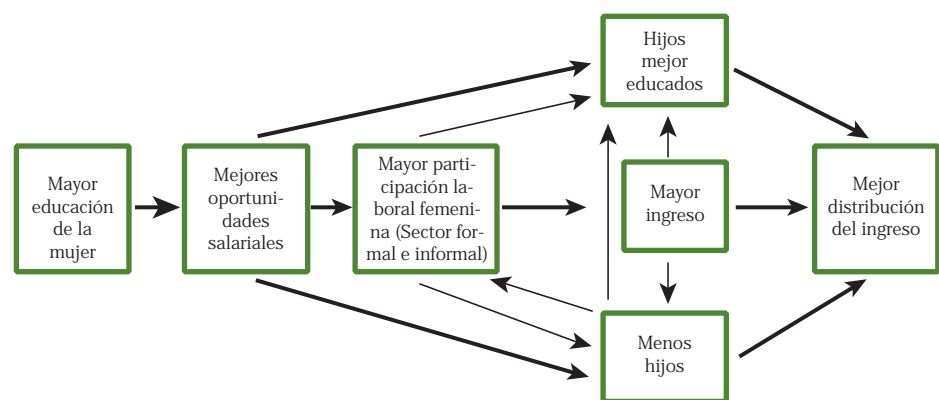 Mayor
educación
de la
mujer
Mejores
oportuni-
dades
salariales
Mayor parti-
cipación la-
boral femeni-
na (Sector for-
mal e informal)
Hijos
mejor
educados
Mayor
ingreso
Menos
hijos
Mejor
distribución
del ingreso